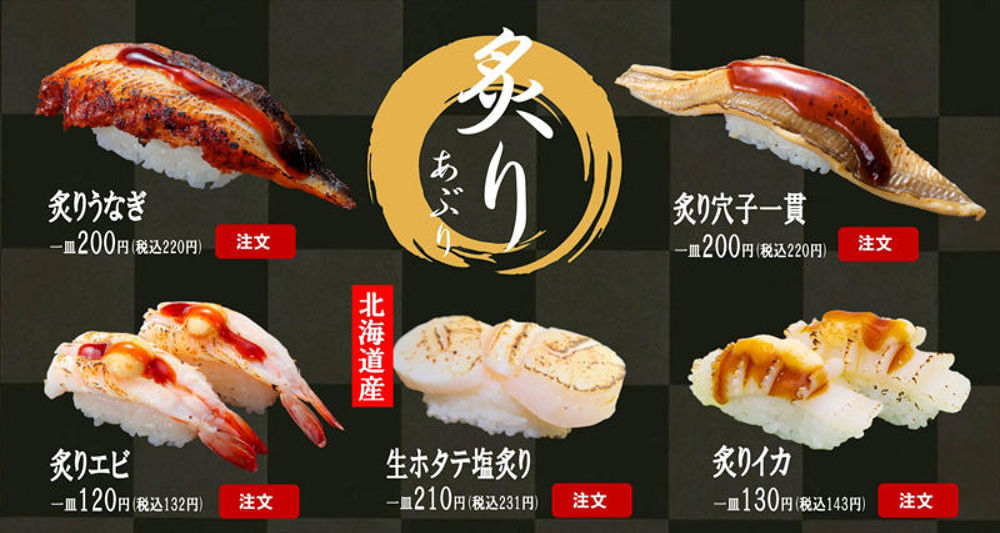 炙り
あぶり
炙りうなぎ
一皿200円(税込220円)
注文
炙り穴子一貫
一皿200円(税込220円)
注文
炙りエビ
一皿120円(税込132円)
注文
北海道産
生ホタテ塩炙り
一皿210円(税込231円)
注文
炙りイカ
一皿130円(税込143円)
注文